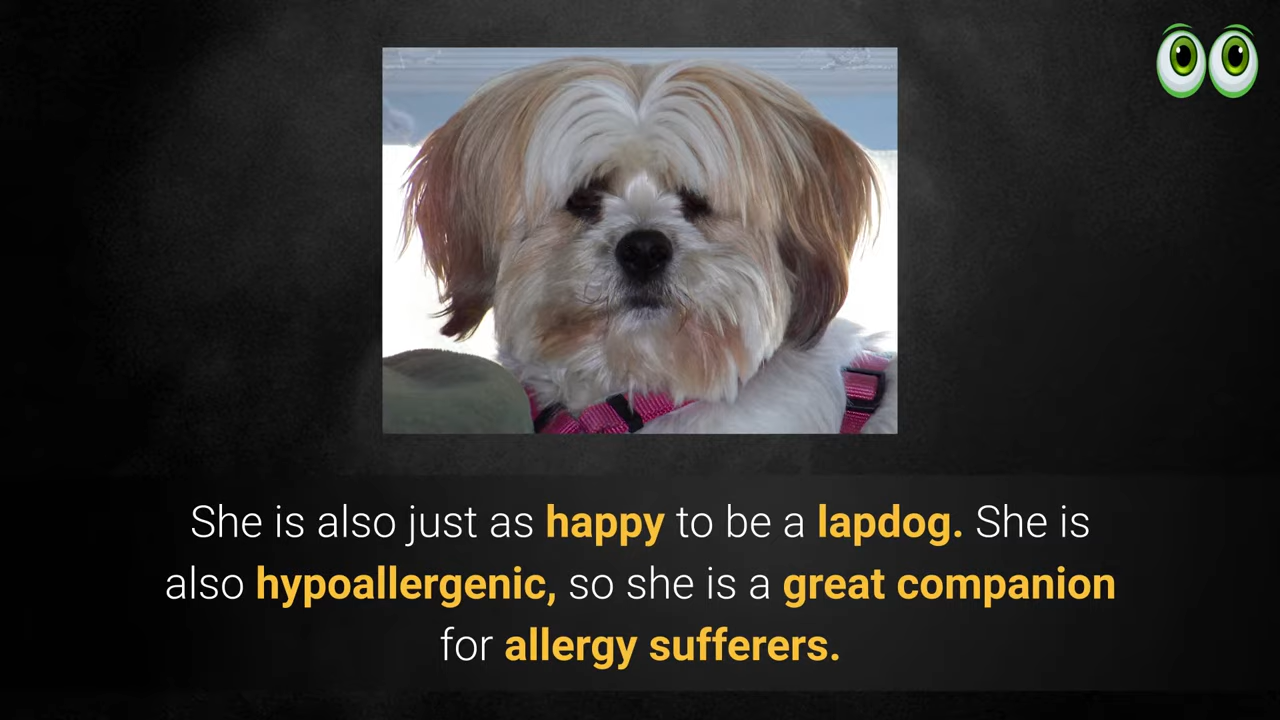 She is also just as happy to be a lapdog. She is
also hypoallergenic, so she is a great companion
for allergy sufferers.